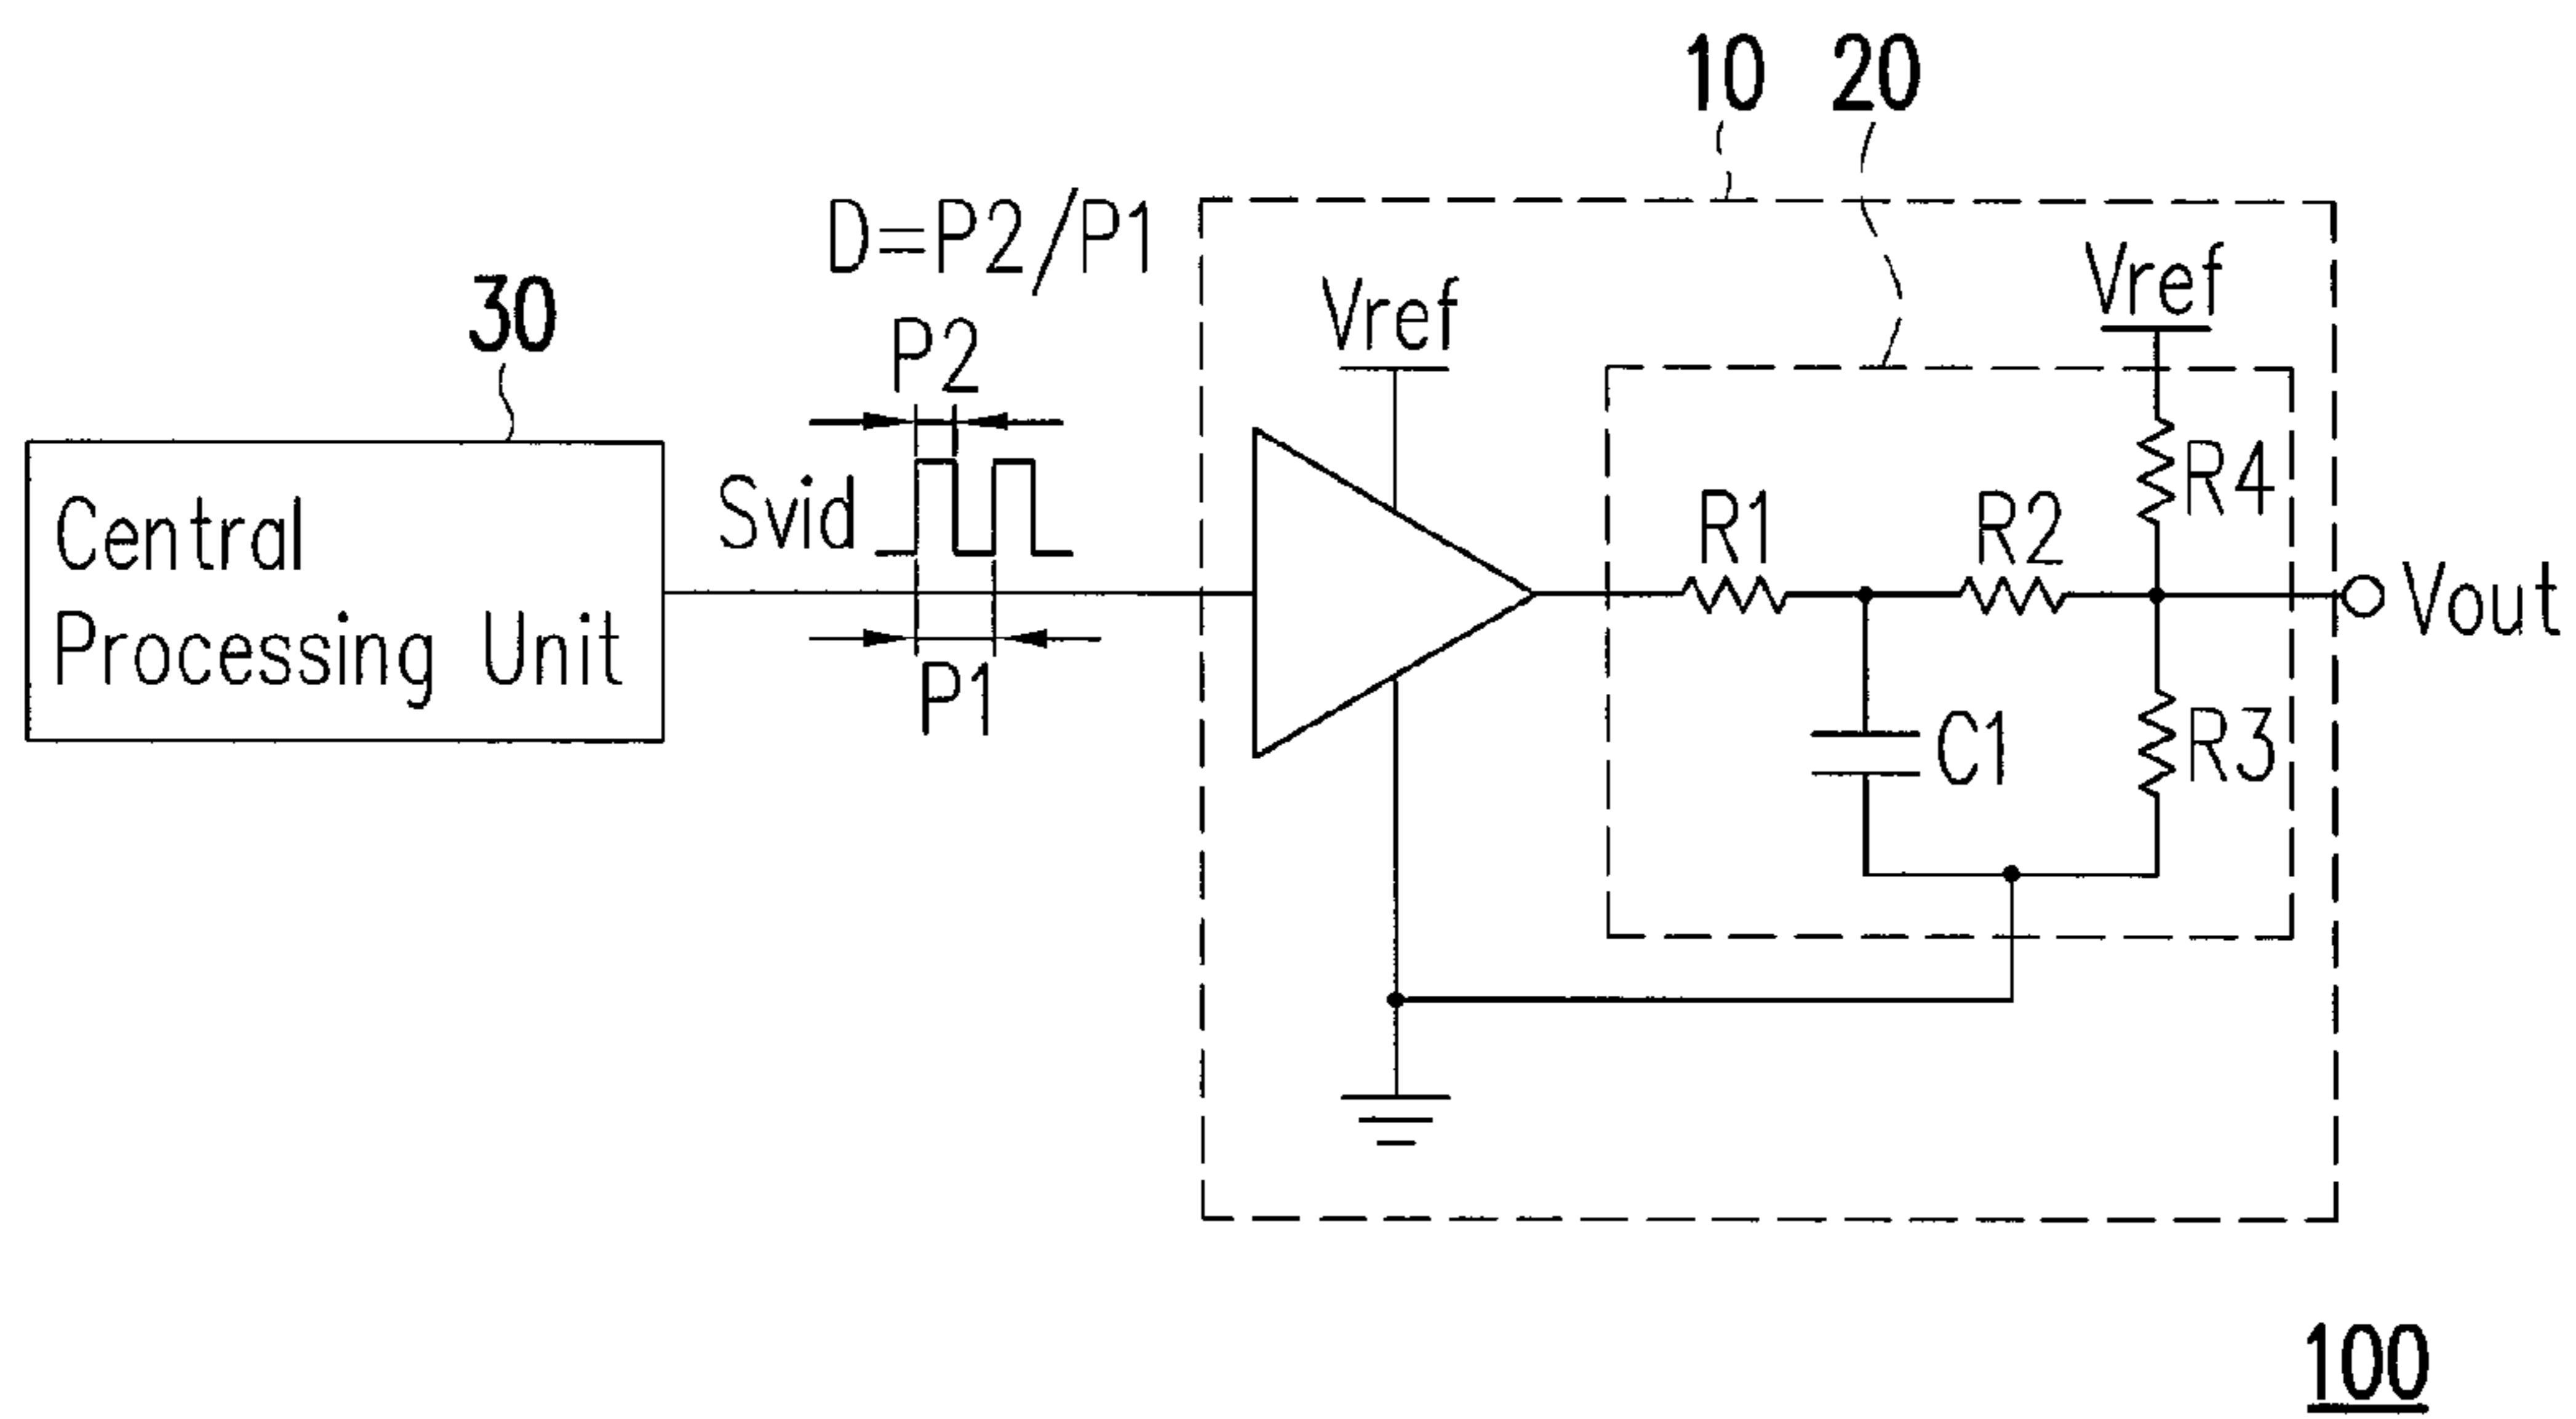 10 20
D=P2/P1
Vref
Vref
30
P2
R4
Central
Processing Unit
Svid
R1
R2
Vout
P1
C1
R3
100